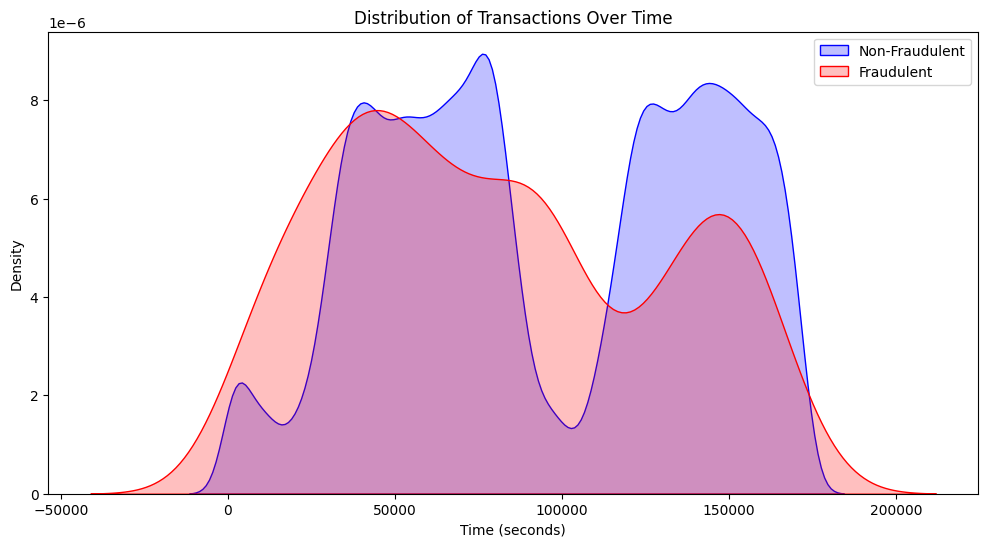 Distribution of Transactions Over Time
1e−6
Non-Fraudulent
Fraudulent
8
6
4
2
0
Density
−50000 0 50000 100000 150000 200000
Time (seconds)